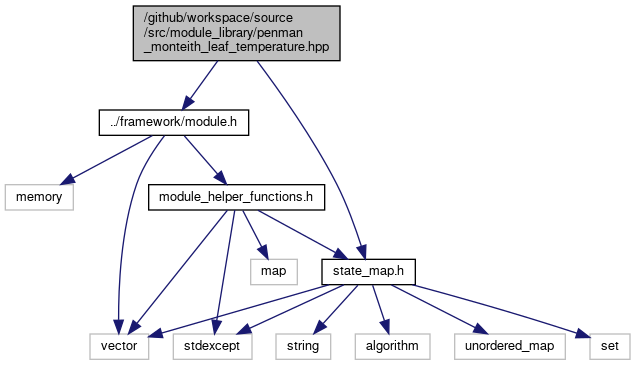 /github/workspace/source
/src/module_library/penman
_monteith_leaf_temperature.hpp
../framework/module.h
memory
module_helper_functions.h
map
state_map.h
vector
stdexcept
string
algorithm
unordered_map
set